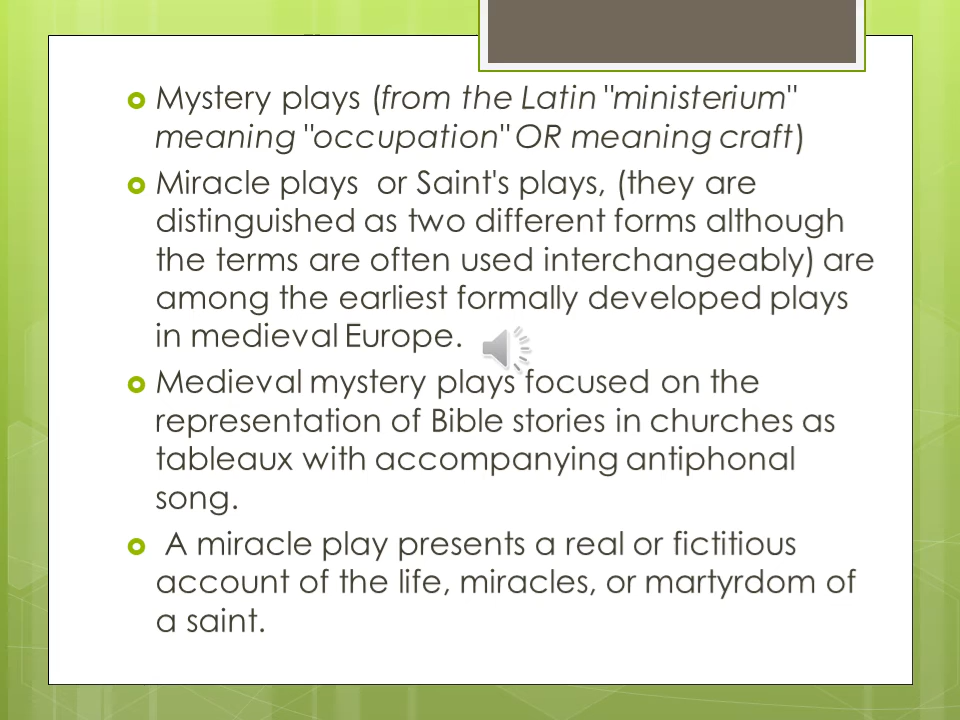 Mystery plays (from the Latin "ministerium"
meaning "occupation" OR meaning craft)
Miracle plays  or Saint's plays, (they are
distinguished as two different forms although
the terms are often used interchangeably) are
among the earliest formally developed plays
in medieval Europe.
Medieval mystery plays focused on the
representation of Bible stories in churches as
tableaux with accompanying antiphonal
song.
A miracle play presents a real or fictitious
account of the life, miracles, or martyrdom of
a saint.